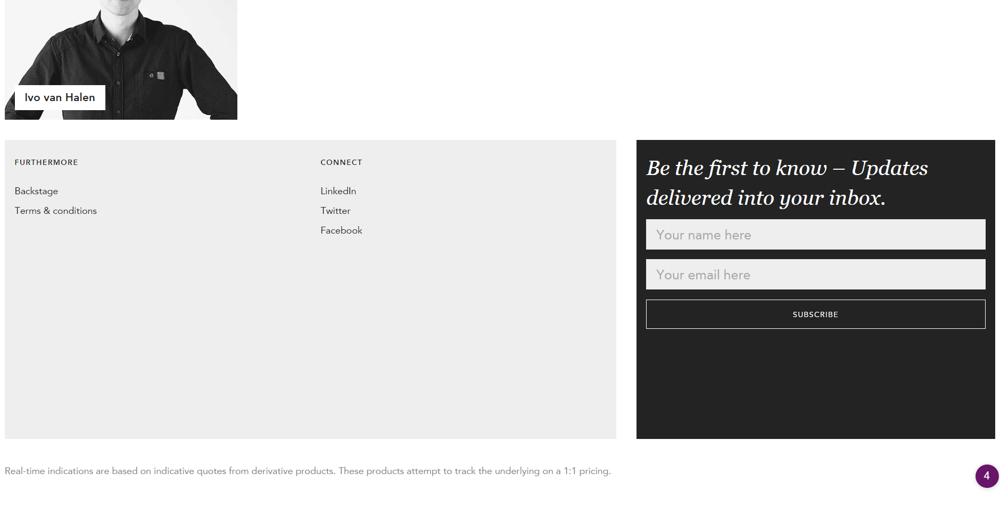 Ivo van Halen
FURTHERMORE
Backstage
Terms & conditions
CONNECT
LinkedIn
Twitter
Facebook
Be the first to know – Updates
delivered into your inbox.
Your name here
Your email here
SUBSCRIBE
Real-time indications are based on indicative quotes from derivative products. These products attempt to track the underlying on a 1:1 pricing.
4